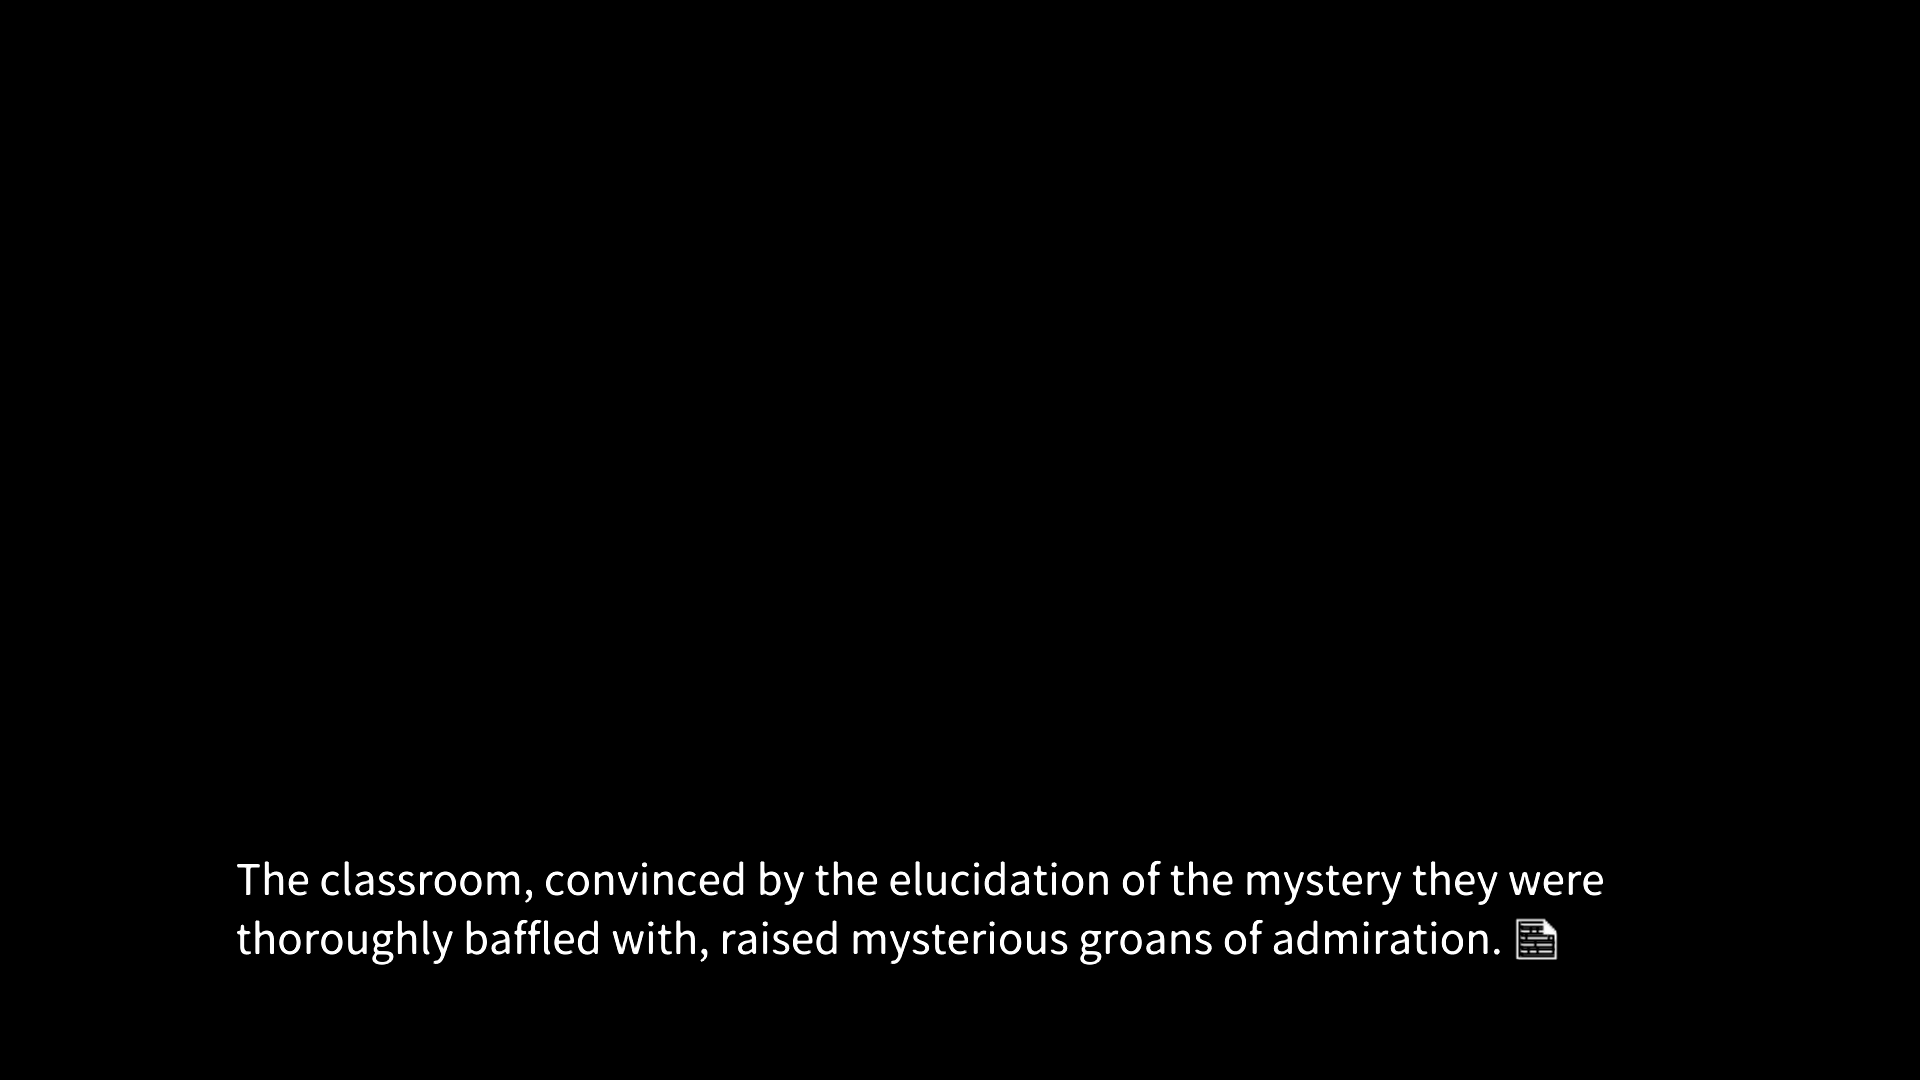 The classroom, convinced by the elucidation of the mystery they were
thoroughly baffled with, raised mysterious groans of admiration.